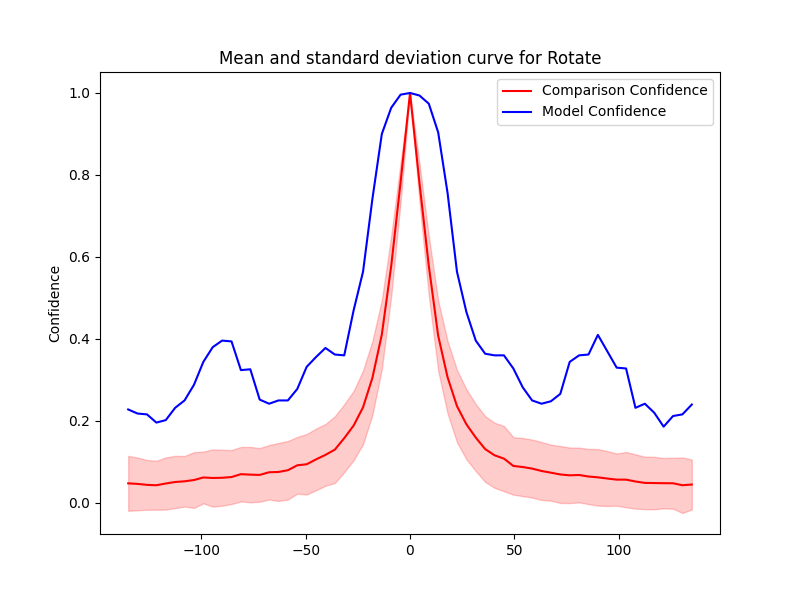 Mean and standard deviation curve for Rotate
Comparison Confidence
Model Confidence
Confidence
1.0
0.8
0.6
0.4
0.2
0.0
−100
−50
0
50
100